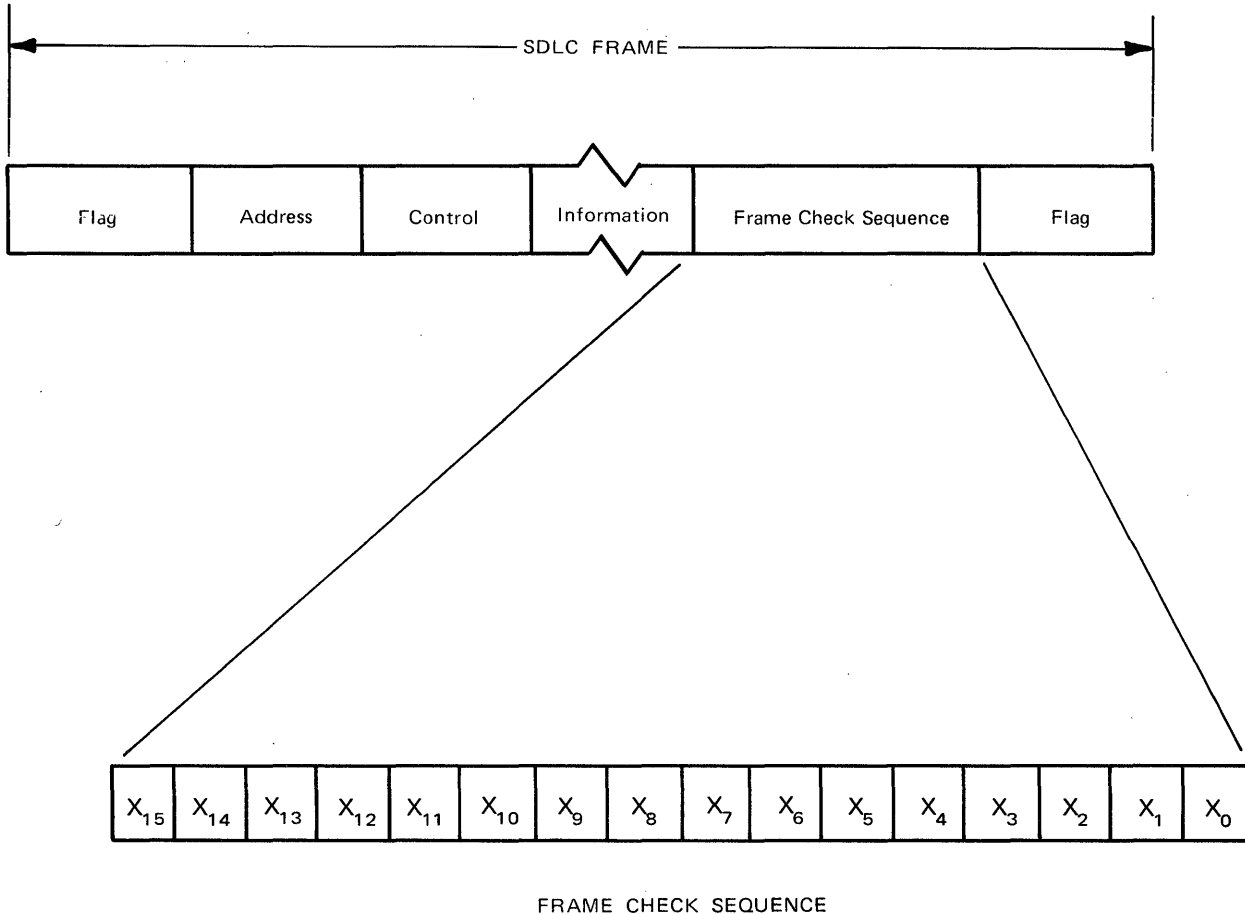 SDLC FRAME
Flag Address Control Information Frame Check Sequence Flag
X15 X14 X13 X12 X11 X10 X9 X8 X7 X6 X5 X4 X3 X2 X1 X0
FRAME CHECK SEQUENCE